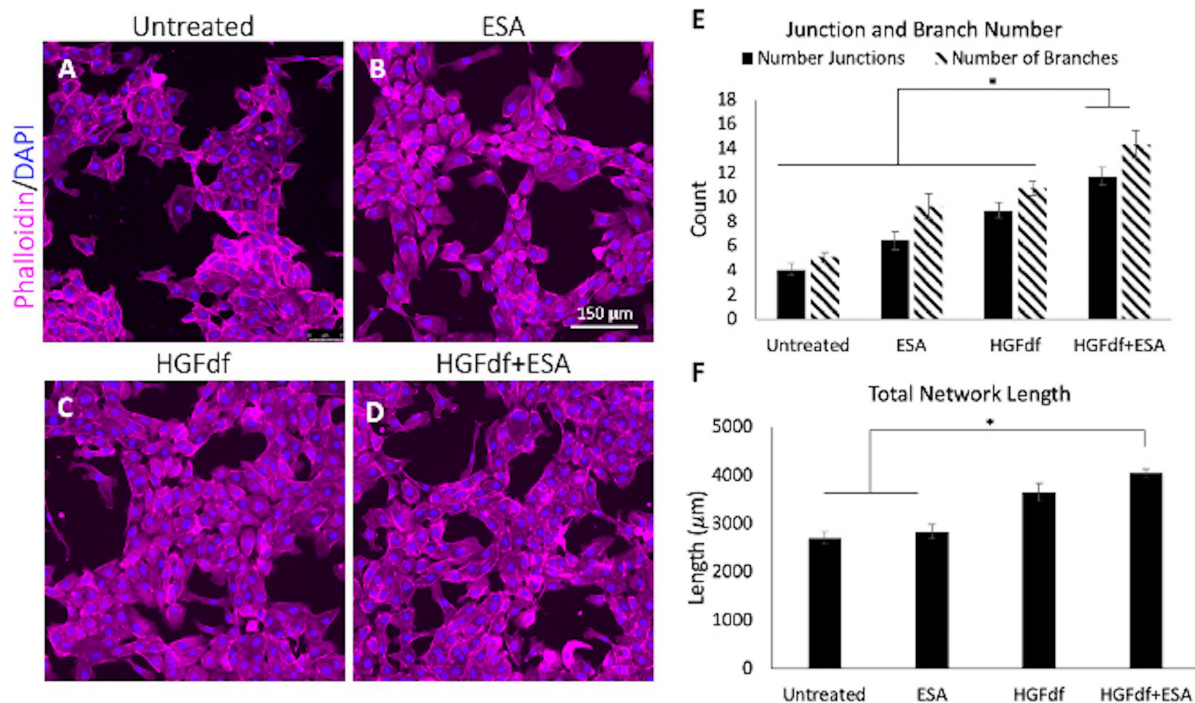 Untreated
ESA
A
B
Phalloidin/DAPI
150 μm
HGFdf
HGFdf+ESA
C
D
E
Junction and Branch Number
Number Junctions
Number of Branches
*
18
16
14
12
10
8
6
4
2
0
Count
Untreated
ESA
HGFdf
HGFdf+ESA
F
Total Network Length
*
5000
4000
3000
2000
1000
0
Length (μm)
Untreated
ESA
HGFdf
HGFdf+ESA